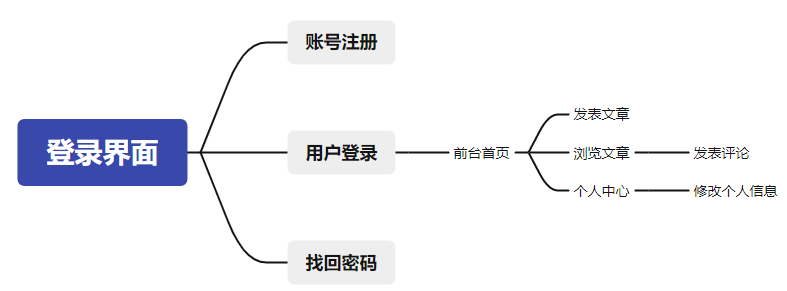 登录界面
账号注册
用户登录
前台首页
发表文章
浏览文章
发表评论
个人中心
修改个人信息
找回密码